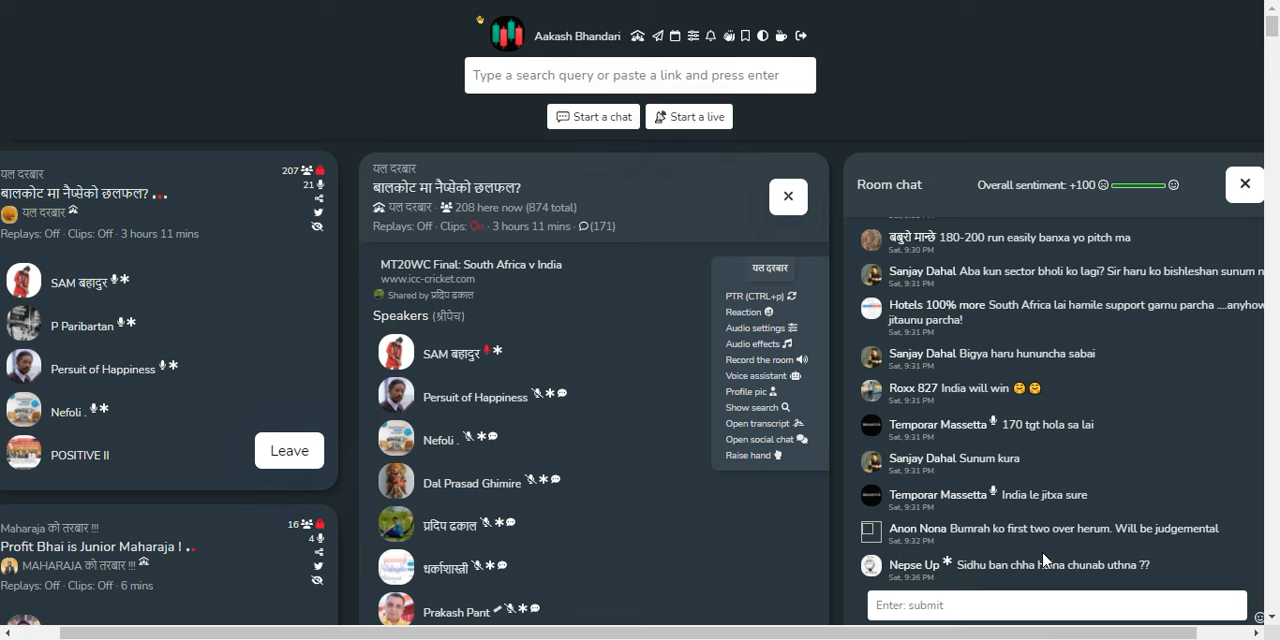 Aakash Bhandari
Type a search query or paste a link and press enter
Start a chat
Start a live
यल दरबार
207
बालकोट मा नैप्सेको छलफल? ...
21
यल दरबार
Replays: Off · Clips: Off · 3 hours 11 mins
SAM बहादुर
P Paribartan
Persuit of Happiness
Nefoli .
POSITIVE II
Leave
Maharaja को तरबार !!!
16
Profit Bhai is Junior Maharaja ! ..
4
MAHARAJA को तरबार !!!
Replays: Off · Clips: Off · 6 mins
यल दरबार
बालकोट मा नैप्सेको छलफल?
यल दरबार · 208 here now (874 total)
Replays: Off · Clips: On · 3 hours 11 mins · (171)
MT20WC Final: South Africa v India
www.icc-cricket.com
Shared by प्रदिप ढकाल
Speakers (श्रीपेच)
SAM बहादुर
Persuit of Happiness
Nefoli .
Dal Prasad Ghimire
प्रदिप ढकाल
धर्काशास्त्री
Prakash Pant
यल दरबार
PTR (CTRL+p)
Reaction
Audio settings
Audio effects
Record the room
Voice assistant
Profile pic
Show search
Open transcript
Open social chat
Raise hand
Room chat
Overall sentiment: +100
बबुरो मान्छे 180-200 run easily banxa yo pitch ma
Sat, 9:30 PM
Sanjay Dahal Aba kun sector bholi ko lagi? Sir haru ko bishleshan sunum n
Sat, 9:31 PM
Hotels 100% more South Africa lai hamile support garnu parcha ....anyhow
jitaunu parcha!
Sat, 9:31 PM
Sanjay Dahal Bigya haru hununcha sabai
Sat, 9:31 PM
Roxx 827 India will win 🤗 🤗
Sat, 9:31 PM
Temporar Massetta 170 tgt hola sa lai
Sat, 9:31 PM
Sanjay Dahal Sunum kura
Sat, 9:31 PM
Temporar Massetta India le jitxa sure
Sat, 9:31 PM
Anon Nona Bumrah ko first two over herum. Will be judgemental
Sat, 9:32 PM
Nepse Up Sidhu ban chha haina chunab uthna ??
Sat, 9:36 PM
Enter: submit